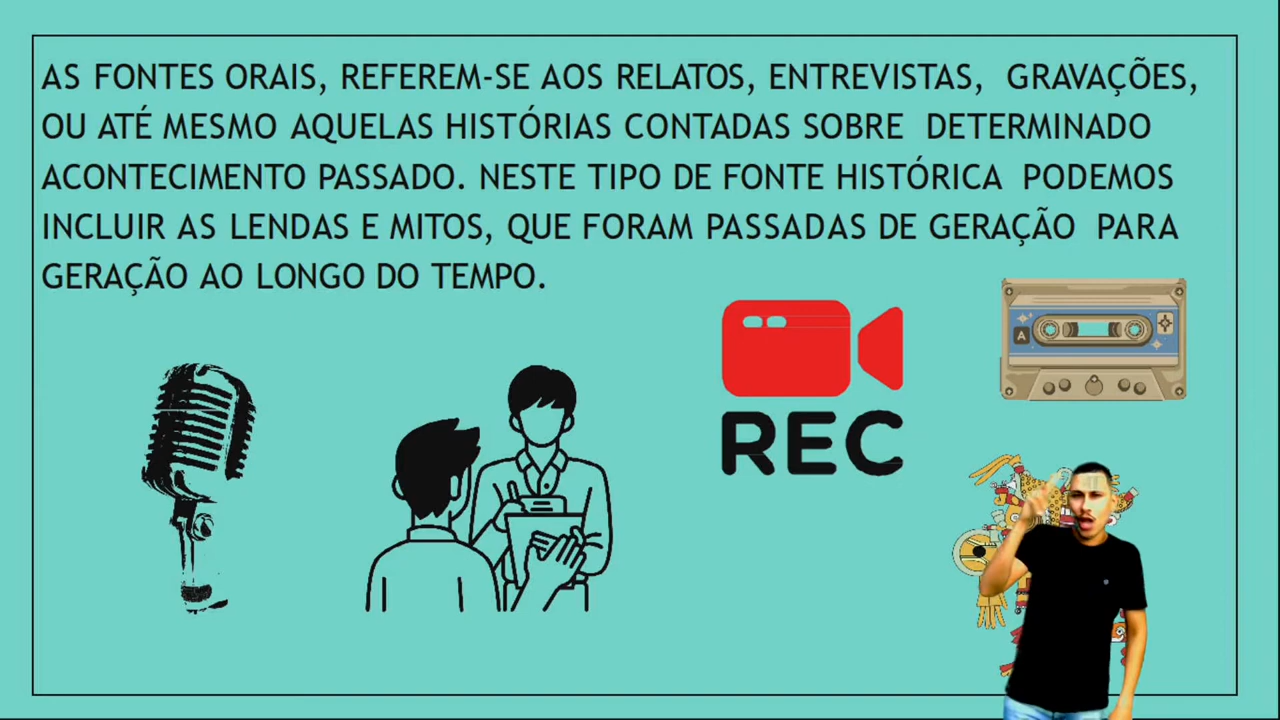 AS FONTES ORAIS, REFEREM-SE AOS RELATOS, ENTREVISTAS, GRAVAÇÕES,
OU ATÉ MESMO AQUELAS HISTÓRIAS CONTADAS SOBRE DETERMINADO
ACONTECIMENTO PASSADO. NESTE TIPO DE FONTE HISTÓRICA PODEMOS
INCLUIR AS LENDAS E MITOS, QUE FORAM PASSADAS DE GERAÇÃO PARA
GERAÇÃO AO LONGO DO TEMPO.
A
REC